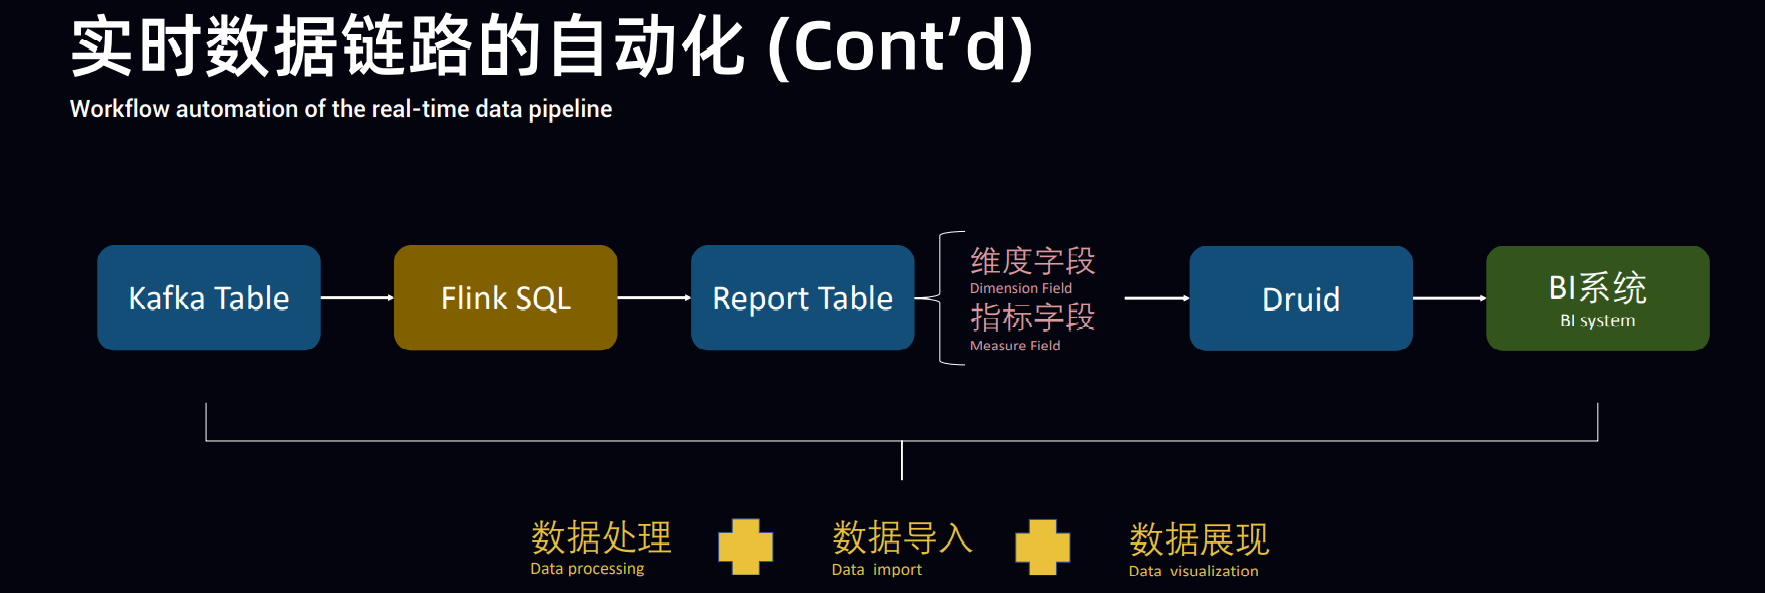 实时数据链路的自动化 (Cont’d)
Workflow automation of the real-time data pipeline
Kafka Table
Flink SQL
Report Table
维度字段
Dimension Field
指标字段
Measure Field
Druid
BI系统
BI system
数据处理
Data processing
数据导入
Data import
数据展现
Data visualization